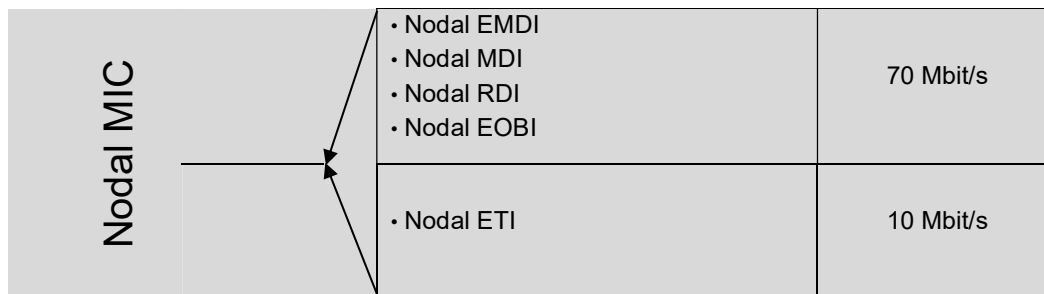 Nodal MIC
• Nodal EMDI
• Nodal MDI
• Nodal RDI
• Nodal EOBI
70 Mbit/s
• Nodal ETI
10 Mbit/s